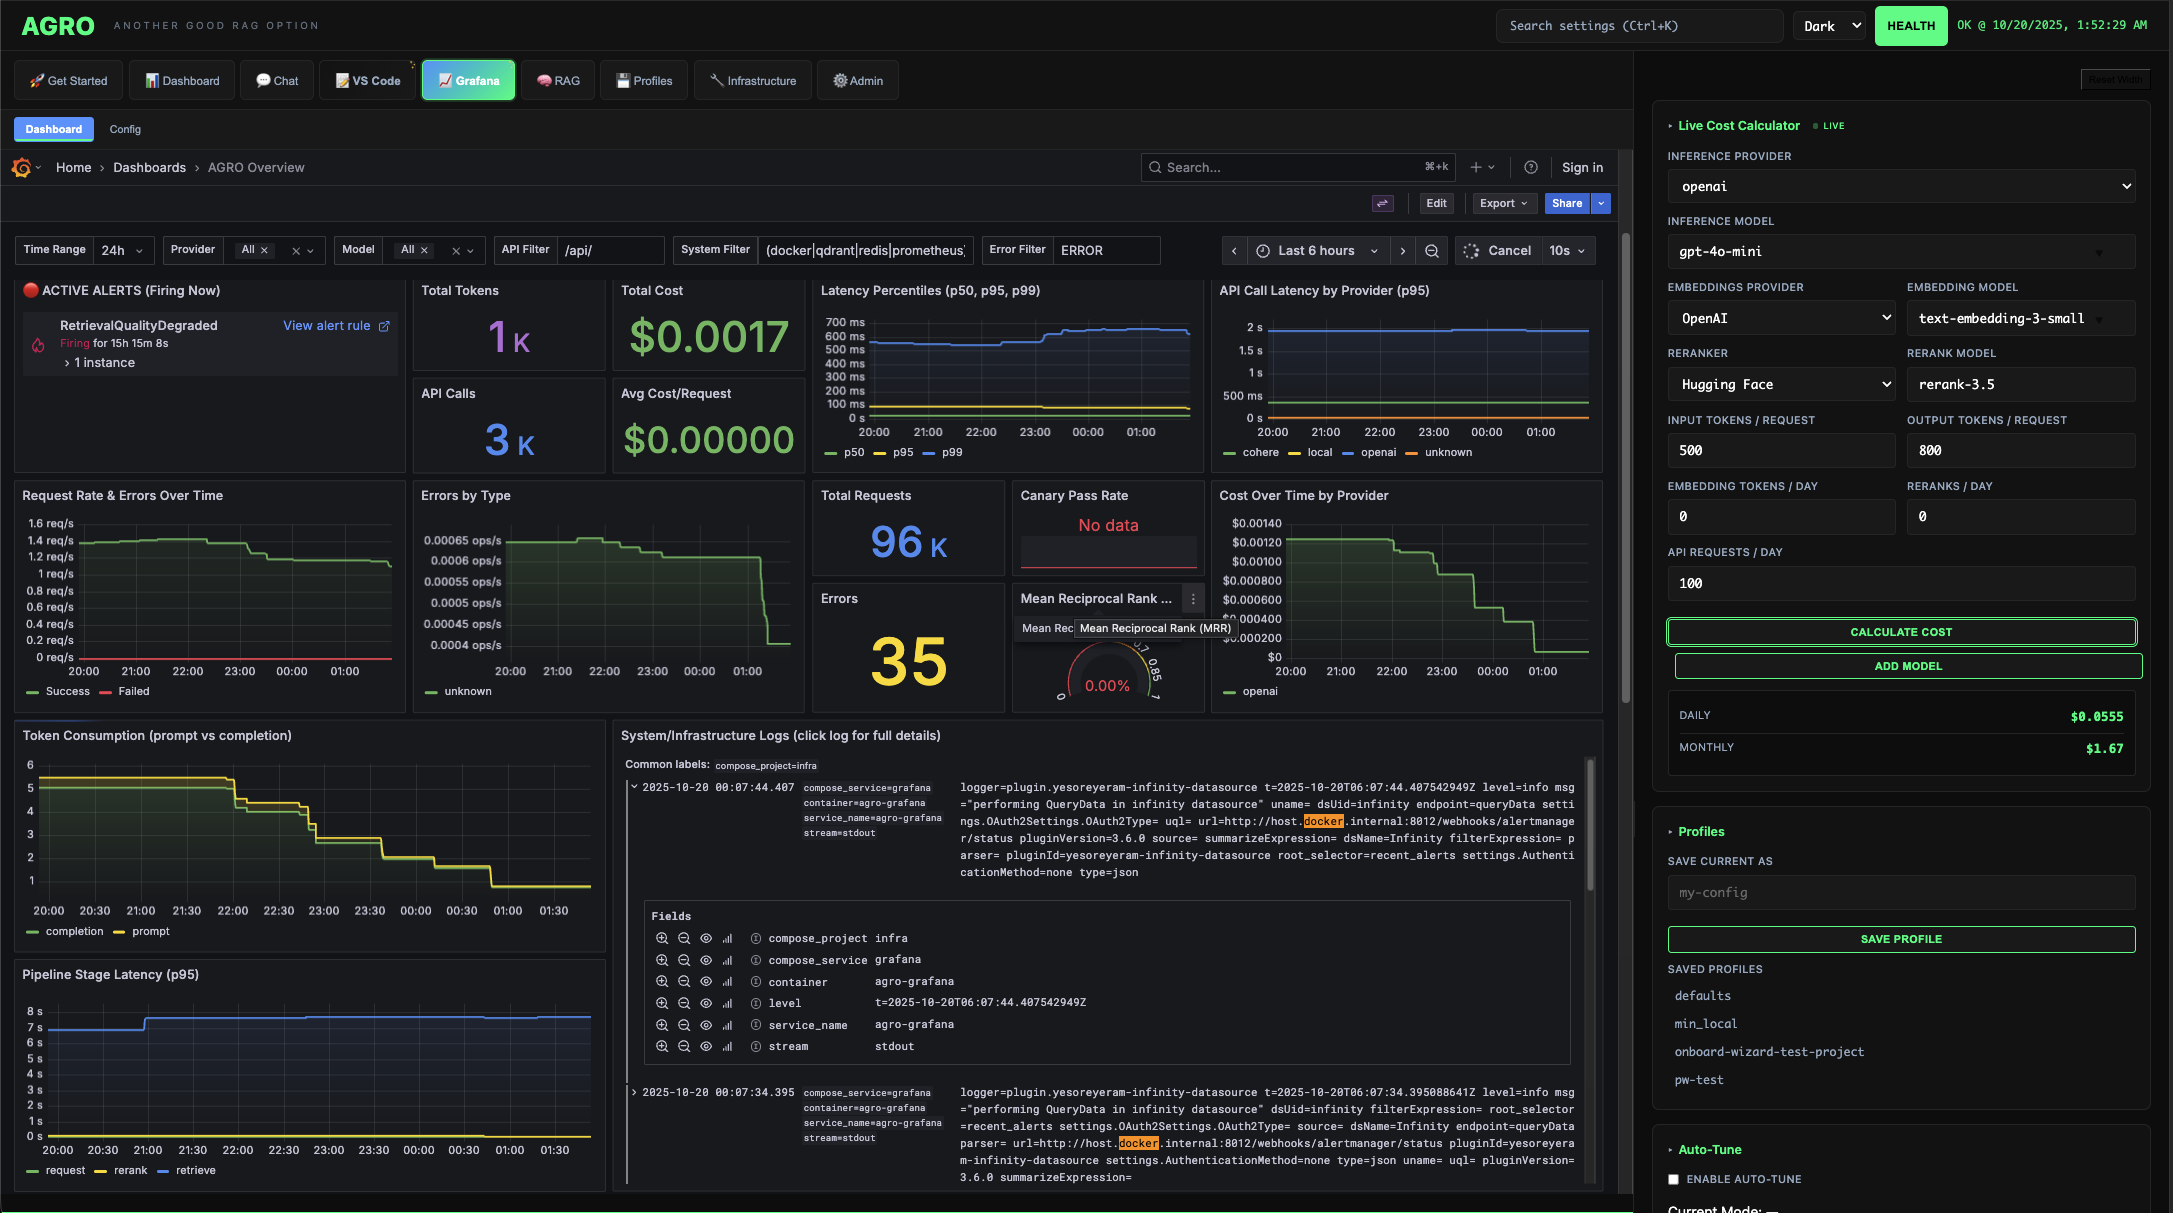 AGRO ANOTHER GOOD RAG OPTION
Search settings (Ctrl+K)
Dark
HEALTH
OK @ 10/20/2025, 1:52:29 AM
Get Started
Dashboard
Chat
VS Code
Grafana
RAG
Profiles
Infrastructure
Admin
Reset Width
Dashboard
Config
Home › Dashboards › AGRO Overview
Search...
⌘+k
Sign in
Edit
Export
Share
Time Range 24h
Provider All ×
Model All ×
API Filter /api/
System Filter (docker|qdrant|redis|prometheus
Error Filter ERROR
Last 6 hours
Cancel
10s
ACTIVE ALERTS (Firing Now)
RetrievalQualityDegraded
View alert rule
Firing for 15h 15m 8s
› 1 instance
Total Tokens
1 K
Total Cost
$0.0017
API Calls
3 K
Avg Cost/Request
$0.00000
Latency Percentiles (p50, p95, p99)
700 ms
600 ms
500 ms
400 ms
300 ms
200 ms
100 ms
0 s
20:00 21:00 22:00 23:00 00:00 01:00
p50 p95 p99
API Call Latency by Provider (p95)
2 s
1.5 s
1 s
500 ms
0 s
20:00 21:00 22:00 23:00 00:00 01:00
cohere local openai unknown
Request Rate & Errors Over Time
1.6 req/s
1.4 req/s
1.2 req/s
1 req/s
0.8 req/s
0.6 req/s
0.4 req/s
0.2 req/s
0 req/s
20:00 21:00 22:00 23:00 00:00 01:00
Success Failed
Errors by Type
0.00065 ops/s
0.0006 ops/s
0.00055 ops/s
0.0005 ops/s
0.00045 ops/s
0.0004 ops/s
20:00 21:00 22:00 23:00 00:00 01:00
unknown
Total Requests
96 K
Canary Pass Rate
No data
Errors
35
Mean Reciprocal Rank ...
Mean Rec
Mean Reciprocal Rank (MRR)
0 0.7 0.85 1
0.00%
Cost Over Time by Provider
$0.00140
$0.00120
$0.00100
$0.000800
$0.000600
$0.000400
$0.000200
$0
20:00 21:00 22:00 23:00 00:00 01:00
openai
Token Consumption (prompt vs completion)
6
5
4
3
2
1
20:00 20:30 21:00 21:30 22:00 22:30 23:00 23:30 00:00 00:30 01:00 01:30
completion prompt
Pipeline Stage Latency (p95)
8 s
7 s
6 s
5 s
4 s
3 s
2 s
1 s
0 s
20:00 20:30 21:00 21:30 22:00 22:30 23:00 23:30 00:00 00:30 01:00 01:30
request rerank retrieve
System/Infrastructure Logs (click log for full details)
Common labels: compose_project=infra
2025-10-20 00:07:44.407
compose_service=grafana
container=agro-grafana
service_name=agro-grafana
stream=stdout
logger=plugin.yesoreyeram-infinity-datasource t=2025-10-20T06:07:44.407542949Z level=info msg
="performing QueryData in infinity datasource" uname= dsUid=infinity endpoint=queryData setti
ngs.OAuth2Settings.OAuth2Type= uql= url=http://host.docker.internal:8012/webhooks/alertmanage
r/status pluginVersion=3.6.0 source= summarizeExpression= dsName=Infinity filterExpression= p
arser= pluginId=yesoreyeram-infinity-datasource root_selector=recent_alerts settings.Authenti
cationMethod=none type=json
Fields
compose_project infra
compose_service grafana
container agro-grafana
level t=2025-10-20T06:07:44.407542949Z
service_name agro-grafana
stream stdout
2025-10-20 00:07:34.395
compose_service=grafana
container=agro-grafana
service_name=agro-grafana
stream=stdout
logger=plugin.yesoreyeram-infinity-datasource t=2025-10-20T06:07:34.395088641Z level=info msg
="performing QueryData in infinity datasource" dsUid=infinity filterExpression= root_selector
=recent_alerts settings.OAuth2Settings.OAuth2Type= source= dsName=Infinity endpoint=queryData
parser= url=http://host.docker.internal:8012/webhooks/alertmanager/status pluginId=yesoreyera
m-infinity-datasource settings.AuthenticationMethod=none type=json uname= uql= pluginVersion=
3.6.0 summarizeExpression=
Live Cost Calculator LIVE
INFERENCE PROVIDER
openai
INFERENCE MODEL
gpt-4o-mini
EMBEDDINGS PROVIDER
OpenAI
EMBEDDING MODEL
text-embedding-3-small
RERANKER
Hugging Face
RERANK MODEL
rerank-3.5
INPUT TOKENS / REQUEST
500
OUTPUT TOKENS / REQUEST
800
EMBEDDING TOKENS / DAY
0
RERANKS / DAY
0
API REQUESTS / DAY
100
CALCULATE COST
ADD MODEL
DAILY $0.0555
MONTHLY $1.67
Profiles
SAVE CURRENT AS
my-config
SAVE PROFILE
SAVED PROFILES
defaults
min_local
onboard-wizard-test-project
pw-test
Auto-Tune
ENABLE AUTO-TUNE
Current Mode: —